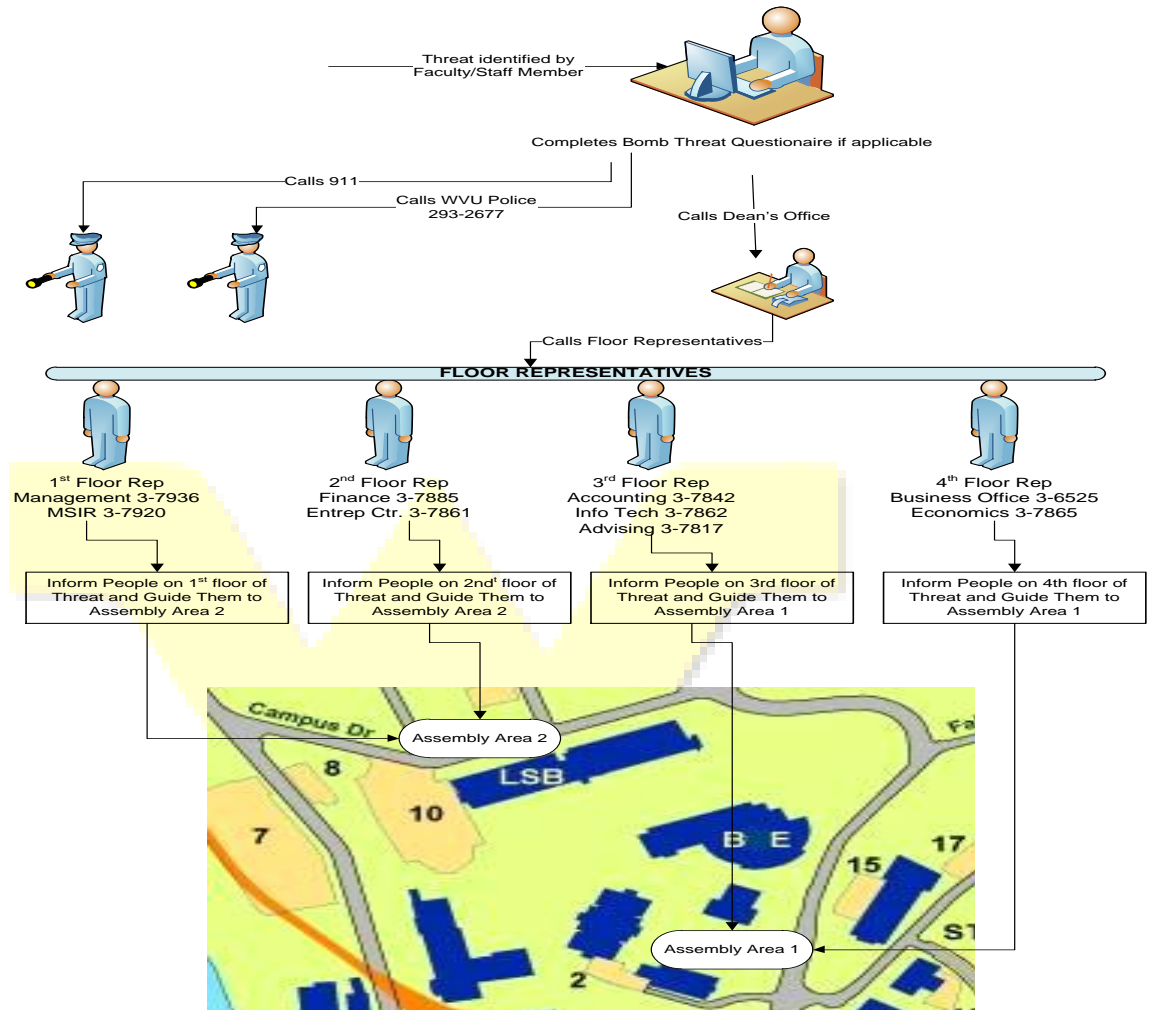 Threat identified by
Faculty/Staff Member
Completes Bomb Threat Questionaire if applicable
Calls 911
Calls WVU Police
293-2677
Calls Dean's Office
Calls Floor Representatives
FLOOR REPRESENTATIVES
1st Floor Rep
Management 3-7936
MSIR 3-7920
2nd Floor Rep
Finance 3-7885
Entrep Ctr. 3-7861
3rd Floor Rep
Accounting 3-7842
Info Tech 3-7862
Advising 3-7817
4th Floor Rep
Business Office 3-6525
Economics 3-7865
Inform People on 1st floor of
Threat and Guide Them to
Assembly Area 2
Inform People on 2ndt floor of
Threat and Guide Them to
Assembly Area 2
Inform People on 3rd floor of
Threat and Guide Them to
Assembly Area 1
Inform People on 4th floor of
Threat and Guide Them to
Assembly Area 1
Campus Dr
Assembly Area 2
Fa
8
LSB
10
7
B E
15
17
ST
Assembly Area 1
2